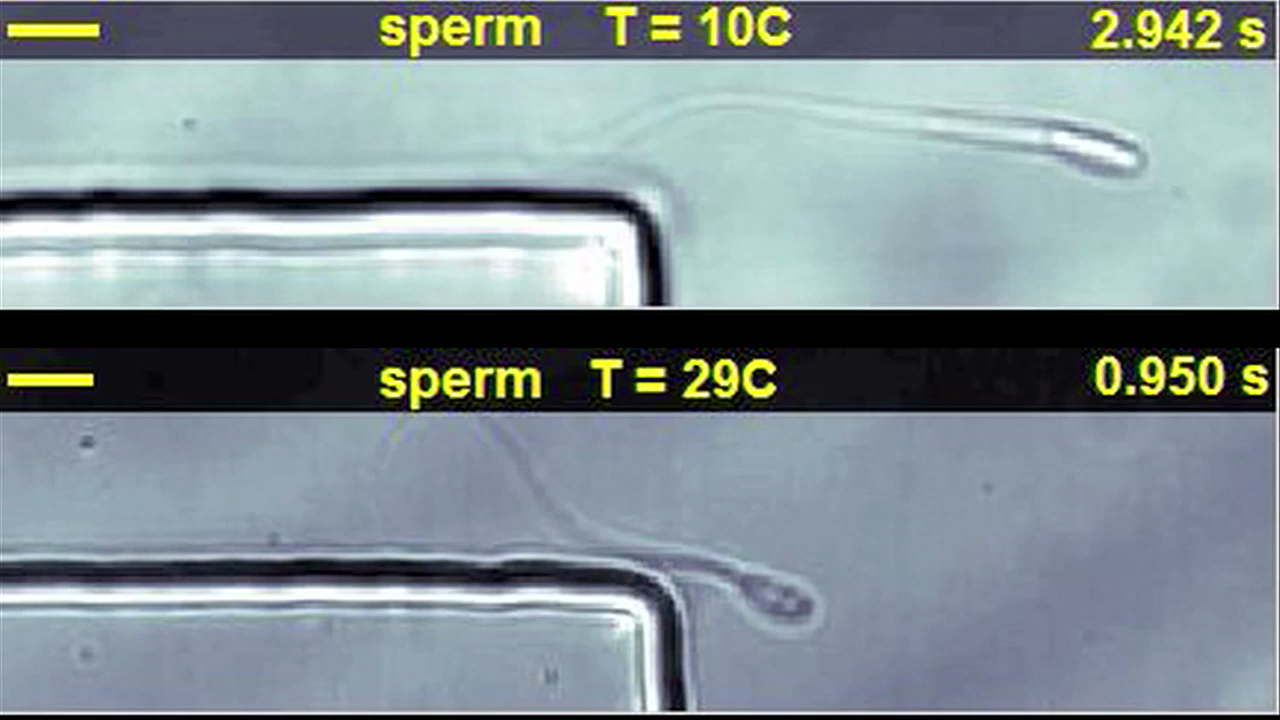 sperm T = 10C 2.942 s
sperm T = 29C 0.950 s